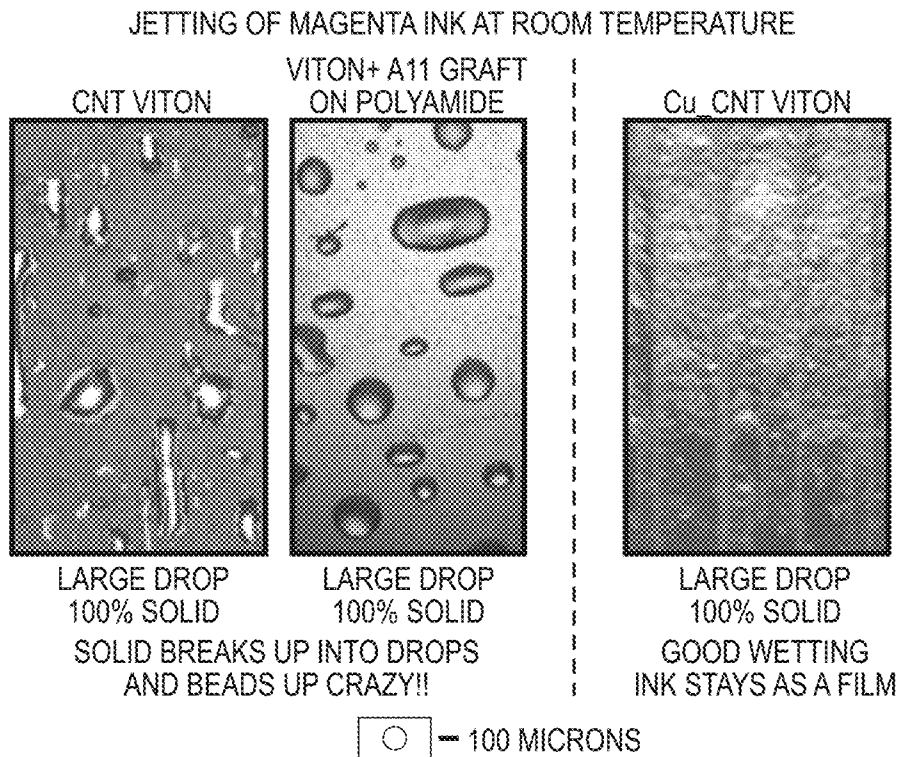 JETTING OF MAGENTA INK AT ROOM TEMPERATURE
CNT VITON
VITON+ A11 GRAFT
ON POLYAMIDE
Cu_CNT VITON
LARGE DROP
100% SOLID
LARGE DROP
100% SOLID
LARGE DROP
100% SOLID
SOLID BREAKS UP INTO DROPS
AND BEADS UP CRAZY!!
GOOD WETTING
INK STAYS AS A FILM
100 MICRONS